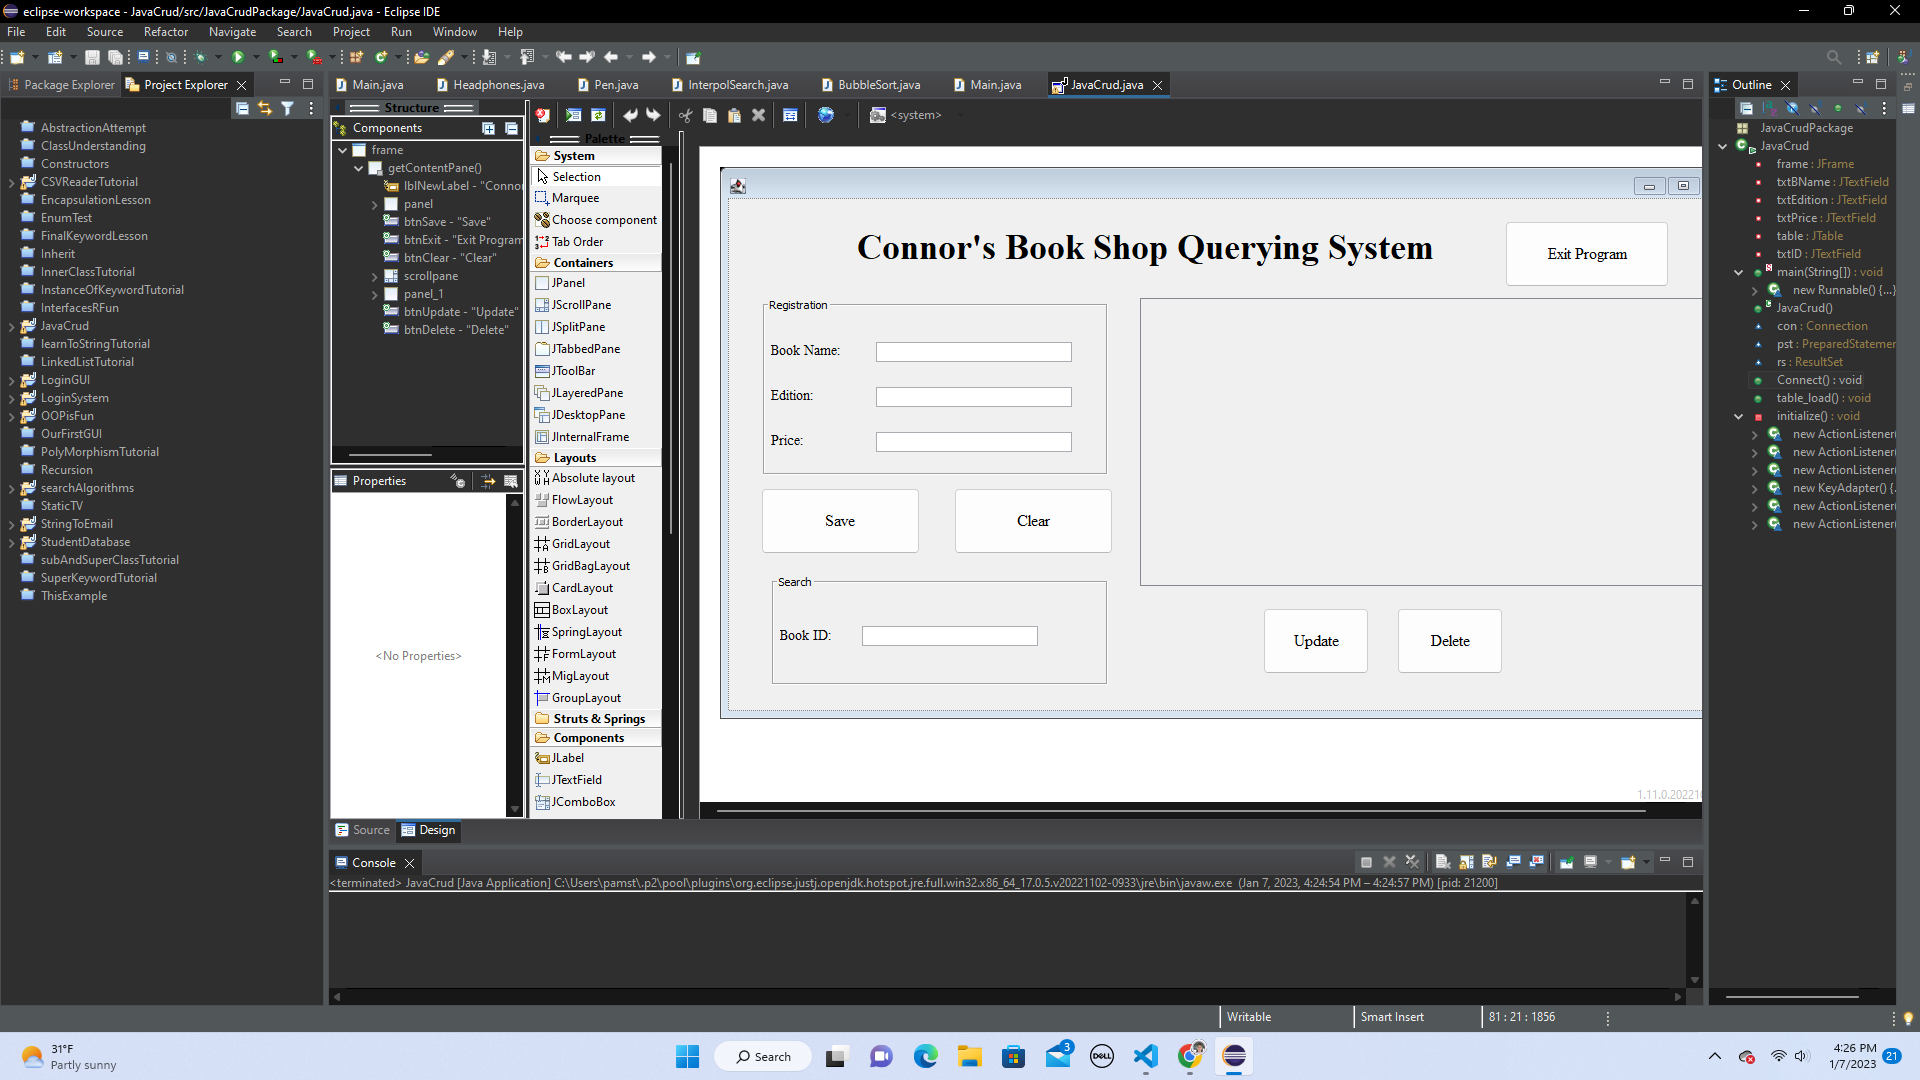 eclipse-workspace - JavaCrud/src/JavaCrudPackage/JavaCrud.java - Eclipse IDE
File Edit Source Refactor Navigate Search Project Run Window Help
Package Explorer Project Explorer
AbstractionAttempt
ClassUnderstanding
Constructors
CSVReaderTutorial
EncapsulationLesson
EnumTest
FinalKeywordLesson
Inherit
InnerClassTutorial
InstanceOfKeywordTutorial
InterfacesRFun
JavaCrud
learnToStringTutorial
LinkedListTutorial
LoginGUI
LoginSystem
OOPisFun
OurFirstGUI
PolyMorphismTutorial
Recursion
searchAlgorithms
StaticTV
StringToEmail
StudentDatabase
subAndSuperClassTutorial
SuperKeywordTutorial
ThisExample
Main.java Headphones.java Pen.java InterpolSearch.java BubbleSort.java Main.java JavaCrud.java
Structure
Components
frame
getContentPane()
lblNewLabel - "Connor
panel
btnSave - "Save"
btnExit - "Exit Program
btnClear - "Clear"
scrollpane
panel_1
btnUpdate - "Update"
btnDelete - "Delete"
Properties
<No Properties>
<system>
Palette
System
Selection
Marquee
Choose component
Tab Order
Containers
JPanel
JScrollPane
JSplitPane
JTabbedPane
JToolBar
JLayeredPane
JDesktopPane
JInternalFrame
Layouts
Absolute layout
FlowLayout
BorderLayout
GridLayout
GridBagLayout
CardLayout
BoxLayout
SpringLayout
FormLayout
MigLayout
GroupLayout
Struts & Springs
Components
JLabel
JTextField
JComboBox
Connor's Book Shop Querying System
Exit Program
Registration
Book Name:
Edition:
Price:
Save Clear
Search
Book ID:
Update Delete
1.11.0.20221
Source Design
Console
<terminated> JavaCrud [Java Application] C:\Users\pamst\.p2\pool\plugins\org.eclipse.justj.openjdk.hotspot.jre.full.win32.x86_64_17.0.5.v20221102-0933\jre\bin\javaw.exe (Jan 7, 2023, 4:24:54 PM – 4:24:57 PM) [pid: 21200]
Outline
JavaCrudPackage
JavaCrud
frame : JFrame
txtBName : JTextField
txtEdition : JTextField
txtPrice : JTextField
table : JTable
txtID : JTextField
main(String[]) : void
new Runnable() {...}
JavaCrud()
con : Connection
pst : PreparedStatemen
rs : ResultSet
Connect() : void
table_load() : void
initialize() : void
new ActionListener(
new ActionListener(
new ActionListener(
new KeyAdapter() {.
new ActionListener(
new ActionListener(
Writable Smart Insert 81 : 21 : 1856
31°F
Partly sunny
Search
3
DELL
4:26 PM
1/7/2023
21